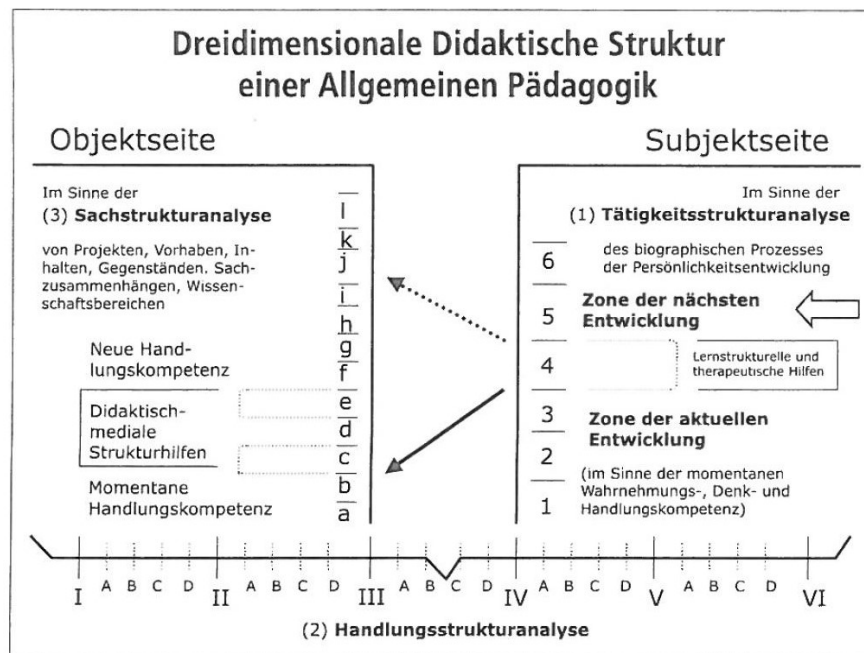 Dreidimensionale Didaktische Struktur
einer Allgemeinen Pädagogik
Objektseite
Im Sinne der
(3) Sachstrukturanalyse
von Projekten, Vorhaben, In-
halten, Gegenständen. Sach-
zusammenhängen, Wissen-
schaftsbereichen
Neue Hand-
lungskompetenz
Didaktisch-
mediale
Strukturhilfen
Momentane
Handlungskompetenz
l
k
j
i
h
g
f
e
d
c
b
a
Subjektseite
Im Sinne der
(1) Tätigkeitsstrukturanalyse
des biographischen Prozesses
der Persönlichkeitsentwicklung
6
5
4
3
2
1
Zone der nächsten
Entwicklung
Lernstrukturelle und
therapeutische Hilfen
Zone der aktuellen
Entwicklung
(im Sinne der momentanen
Wahrnehmungs-, Denk- und
Handlungskompetenz)
I A B C D II A B C D III A B C D IV A B C D V A B C D VI
(2) Handlungsstrukturanalyse